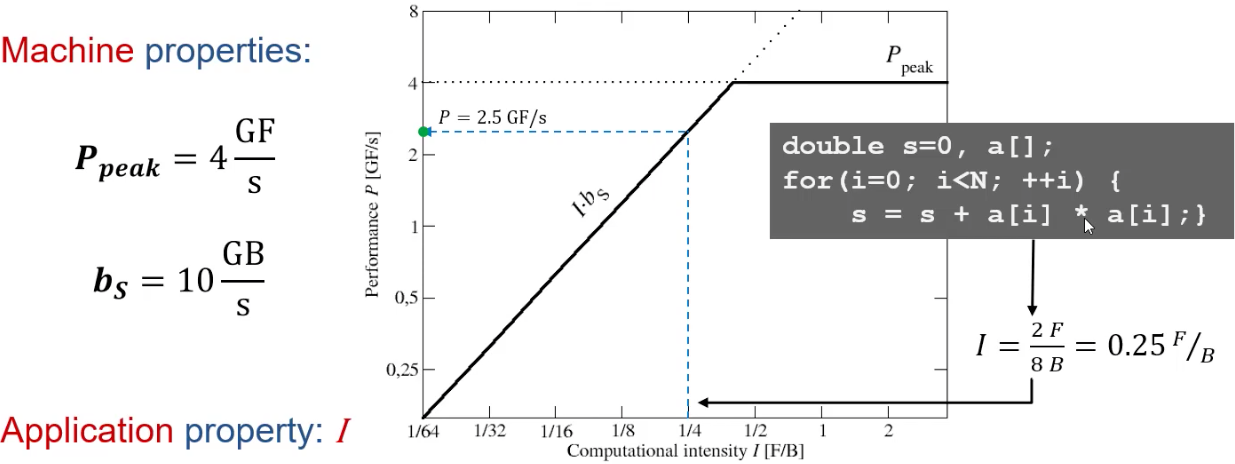 Machine properties:
P_peak = 4 GF/s
b_S = 10 GB/s
Application property: I
8
4
2
1
0,5
0,25
Performance P [GF/s]
P = 2.5 GF/s
I·b_S
P_peak
1/64 1/32 1/16 1/8 1/4 1/2 1 2
Computational intensity I [F/B]
double s=0, a[];
for(i=0; i<N; ++i) {
s = s + a[i] * a[i];}
I = 2 F / 8 B = 0.25 F/B